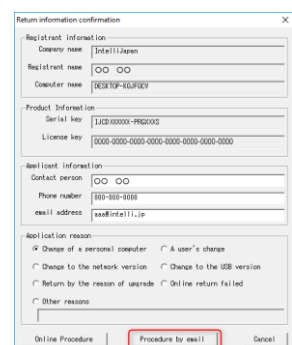 Return information confirmation
Registrant information
Company name IntelliJapan
Registrant name OO OO
Computer name DESKTOP-KOJFQCV
Product Information
Serial key IJCDXXXXXX-PRGXXXS
License key 0000-0000-0000-0000-0000-0000-0000
Applicant information
Contact person OO OO
Phone number 000-000-0000
email address aaa@intelli.jp
Application reason
Change of a personal computer A user's change
Change to the network version Change to the USB version
Return by the reason of upgrade Online return failed
Other reasons
Online Procedure Procedure by email Cancel